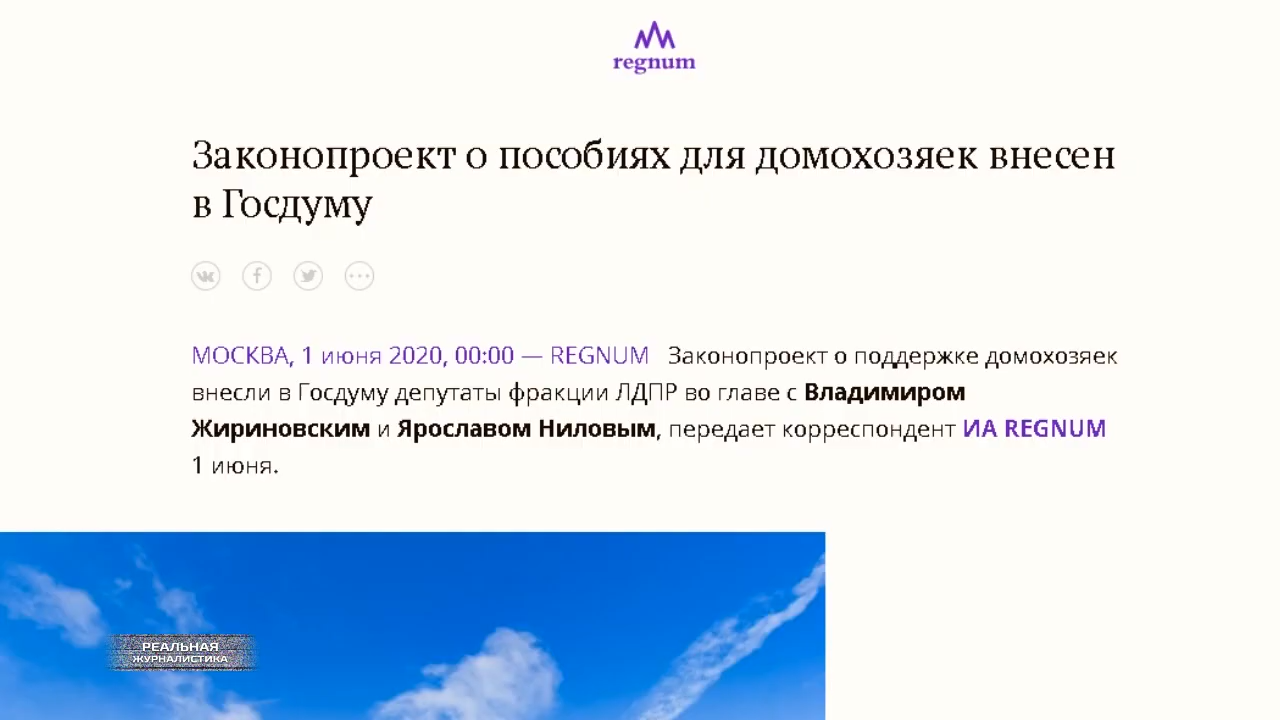 regnum
Законопроект о пособиях для домохозяек внесен
в Госдуму
МОСКВА, 1 июня 2020, 00:00 — REGNUM Законопроект о поддержке домохозяек
внесли в Госдуму депутаты фракции ЛДПР во главе с Владимиром
Жириновским и Ярославом Ниловым, передает корреспондент ИА REGNUM
1 июня.
РЕАЛЬНАЯ
ЖУРНАЛИСТИКА